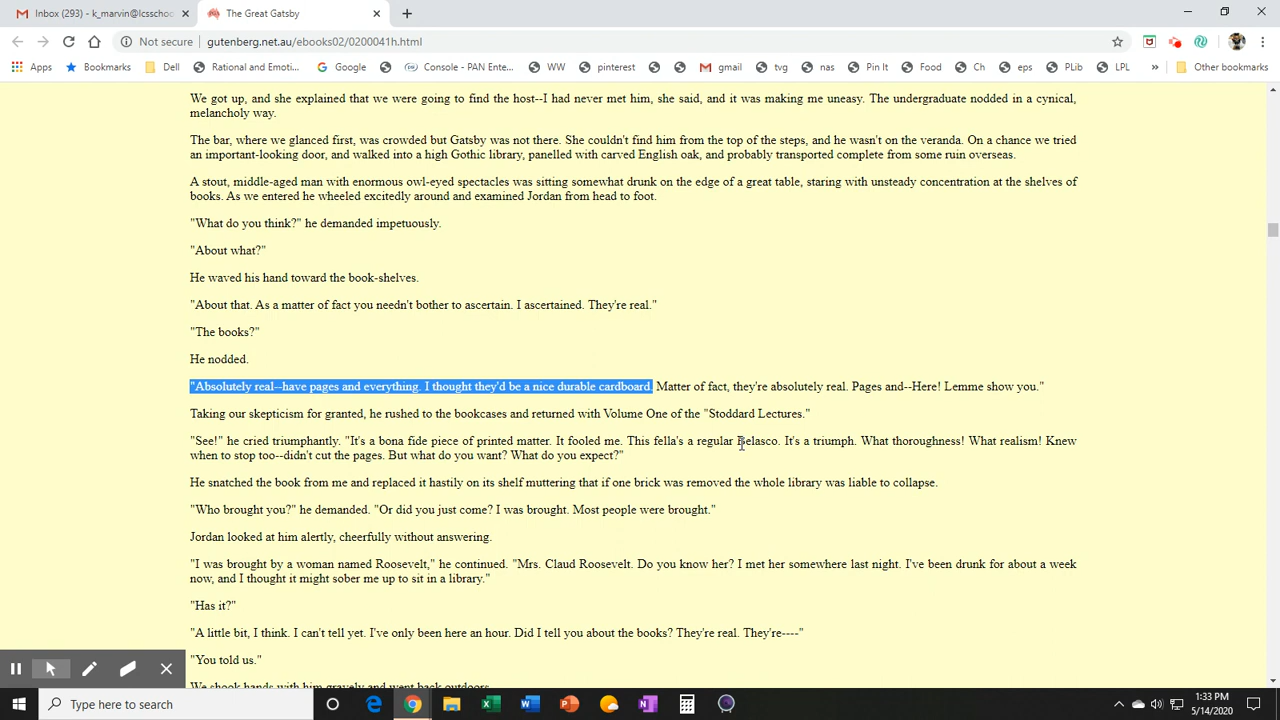 Inbox (293) - k_marvin@lcsschoo
The Great Gatsby
Not secure
gutenberg.net.au/ebooks02/0200041h.html
Apps
Bookmarks
Dell
Rational and Emoti...
Google
Console - PAN Ente...
WW
pinterest
gmail
tvg
nas
Pin It
Food
Ch
eps
PLib
LPL
»
Other bookmarks
We got up, and she explained that we were going to find the host--I had never met him, she said, and it was making me uneasy. The undergraduate nodded in a cynical,
melancholy way.
The bar, where we glanced first, was crowded but Gatsby was not there. She couldn't find him from the top of the steps, and he wasn't on the veranda. On a chance we tried
an important-looking door, and walked into a high Gothic library, panelled with carved English oak, and probably transported complete from some ruin overseas.
A stout, middle-aged man with enormous owl-eyed spectacles was sitting somewhat drunk on the edge of a great table, staring with unsteady concentration at the shelves of
books. As we entered he wheeled excitedly around and examined Jordan from head to foot.
"What do you think?" he demanded impetuously.
"About what?"
He waved his hand toward the book-shelves.
"About that. As a matter of fact you needn't bother to ascertain. I ascertained. They're real."
"The books?"
He nodded.
"Absolutely real--have pages and everything. I thought they'd be a nice durable cardboard. Matter of fact, they're absolutely real. Pages and--Here! Lemme show you."
Taking our skepticism for granted, he rushed to the bookcases and returned with Volume One of the "Stoddard Lectures."
"See!" he cried triumphantly. "It's a bona fide piece of printed matter. It fooled me. This fella's a regular Belasco. It's a triumph. What thoroughness! What realism! Knew
when to stop too--didn't cut the pages. But what do you want? What do you expect?"
He snatched the book from me and replaced it hastily on its shelf muttering that if one brick was removed the whole library was liable to collapse.
"Who brought you?" he demanded. "Or did you just come? I was brought. Most people were brought."
Jordan looked at him alertly, cheerfully without answering.
"I was brought by a woman named Roosevelt," he continued. "Mrs. Claud Roosevelt. Do you know her? I met her somewhere last night. I've been drunk for about a week
now, and I thought it might sober me up to sit in a library."
"Has it?"
"A little bit, I think. I can't tell yet. I've only been here an hour. Did I tell you about the books? They're real. They're----"
"You told us."
We shook hands with him gravely and went back outdoors.
Type here to search
1:33 PM
5/14/2020